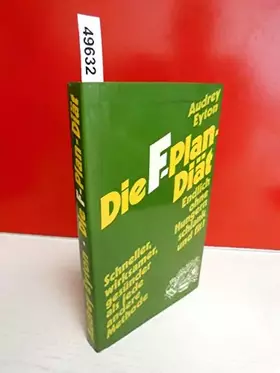 49632
Audrey
Eyton
Die F-Plan-
Diät
Endlich
ohne
Hungern
schlank
und fit!
Schneller,
wirksamer,
gesünder
als jede
andere
Methode
Audrey Eyton • Die F-Plan-Diät